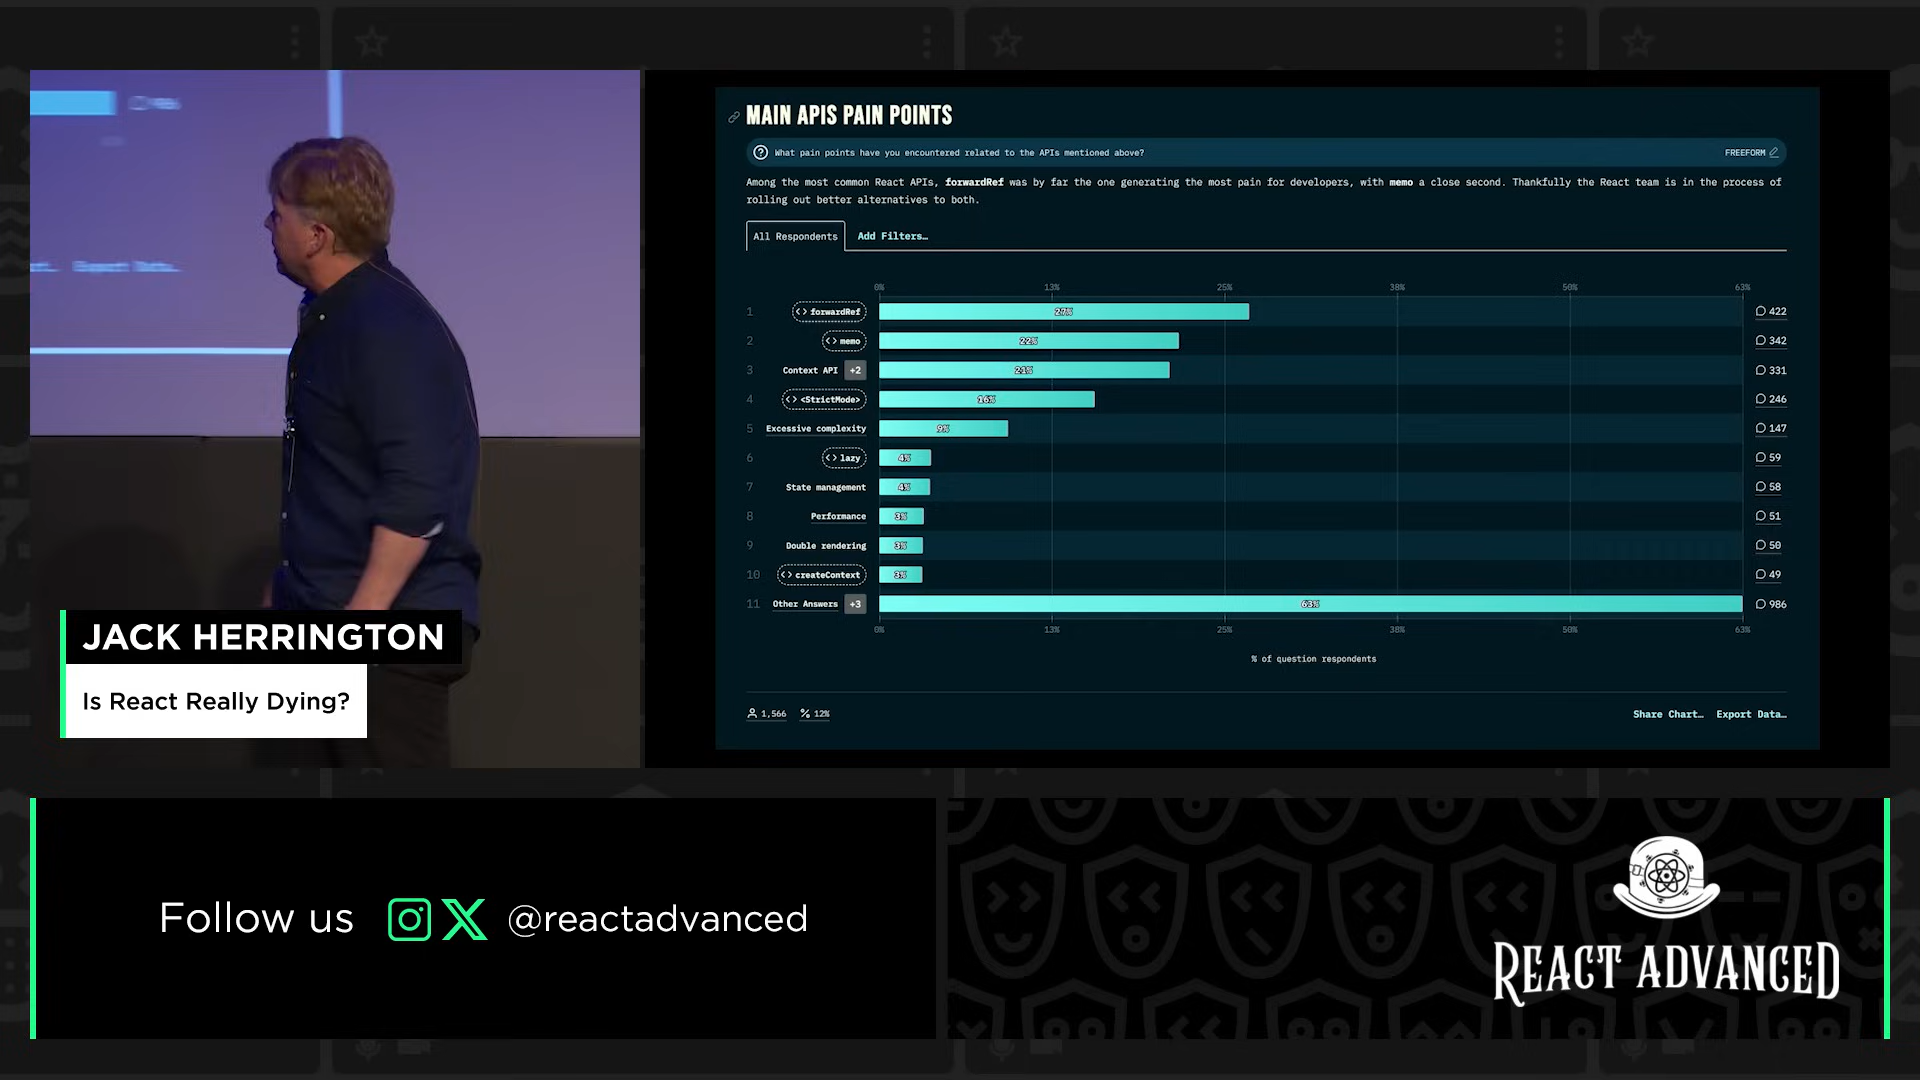 MAIN APIS PAIN POINTS
What pain points have you encountered related to the APIs mentioned above?
FREEFORM
Among the most common React APIs, forwardRef was by far the one generating the most pain for developers, with memo a close second. Thankfully the React team is in the process of
rolling out better alternatives to both.
All Respondents
Add Filters…
0% 13% 25% 38% 50% 63%
1 <> forwardRef 27% 422
2 <> memo 22% 342
3 Context API +2 21% 331
4 <> <StrictMode> 16% 246
5 Excessive complexity 9% 147
6 <> lazy 4% 59
7 State management 4% 58
8 Performance 3% 51
9 Double rendering 3% 50
10 <> createContext 3% 49
11 Other Answers +3 63% 986
0% 13% 25% 38% 50% 63%
% of question respondents
1,566 % 12%
Share Chart… Export Data…
JACK HERRINGTON
Is React Really Dying?
Follow us @reactadvanced
REACT ADVANCED